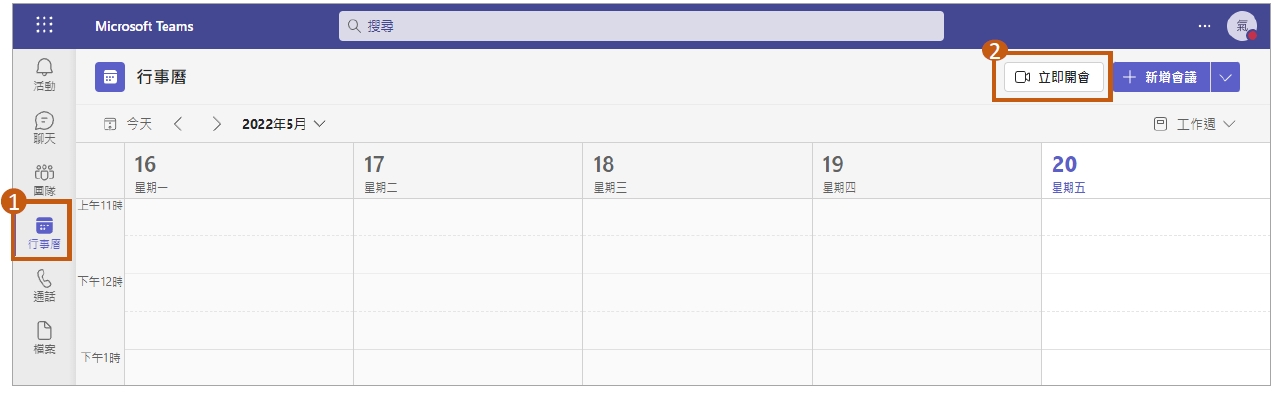 Microsoft Teams
搜尋
氣
活動
聊天
團隊
1
行事曆
通話
檔案
行事曆
2
立即開會
新增會議
今天
2022年5月
工作週
16
星期一
17
星期二
18
星期三
19
星期四
20
星期五
上午11時
下午12時
下午1時